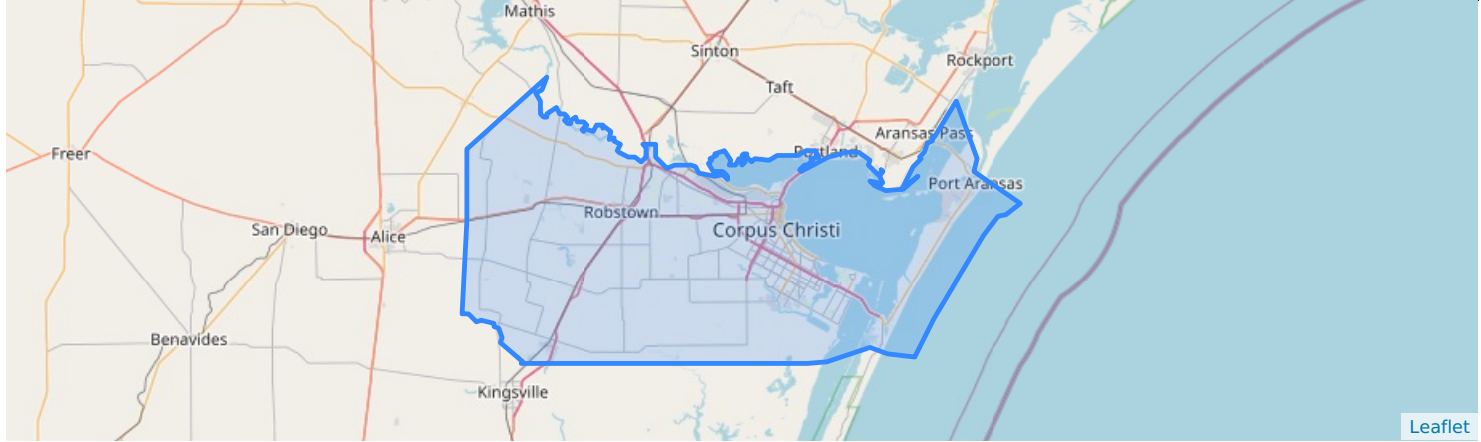 Mathis
Sinton
Rockport
Taft
Aransas Pass
Portland
Freer
Port Aransas
Robstown
San Diego
Alice
Corpus Christi
Benavides
Kingsville
Leaflet